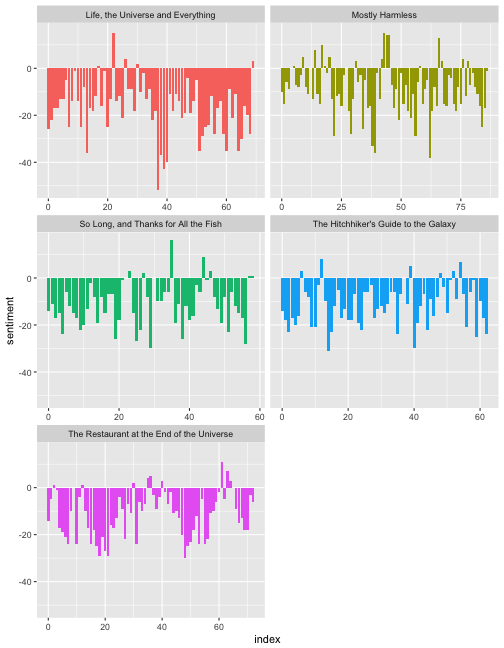 Life, the Universe and Everything
Mostly Harmless
0
-20
-40
0 20 40 60
0 25 50 75
So Long, and Thanks for All the Fish
The Hitchhiker's Guide to the Galaxy
sentiment
0
-20
-40
0 20 40 60
0 20 40 60
The Restaurant at the End of the Universe
0
-20
-40
0 20 40 60
index